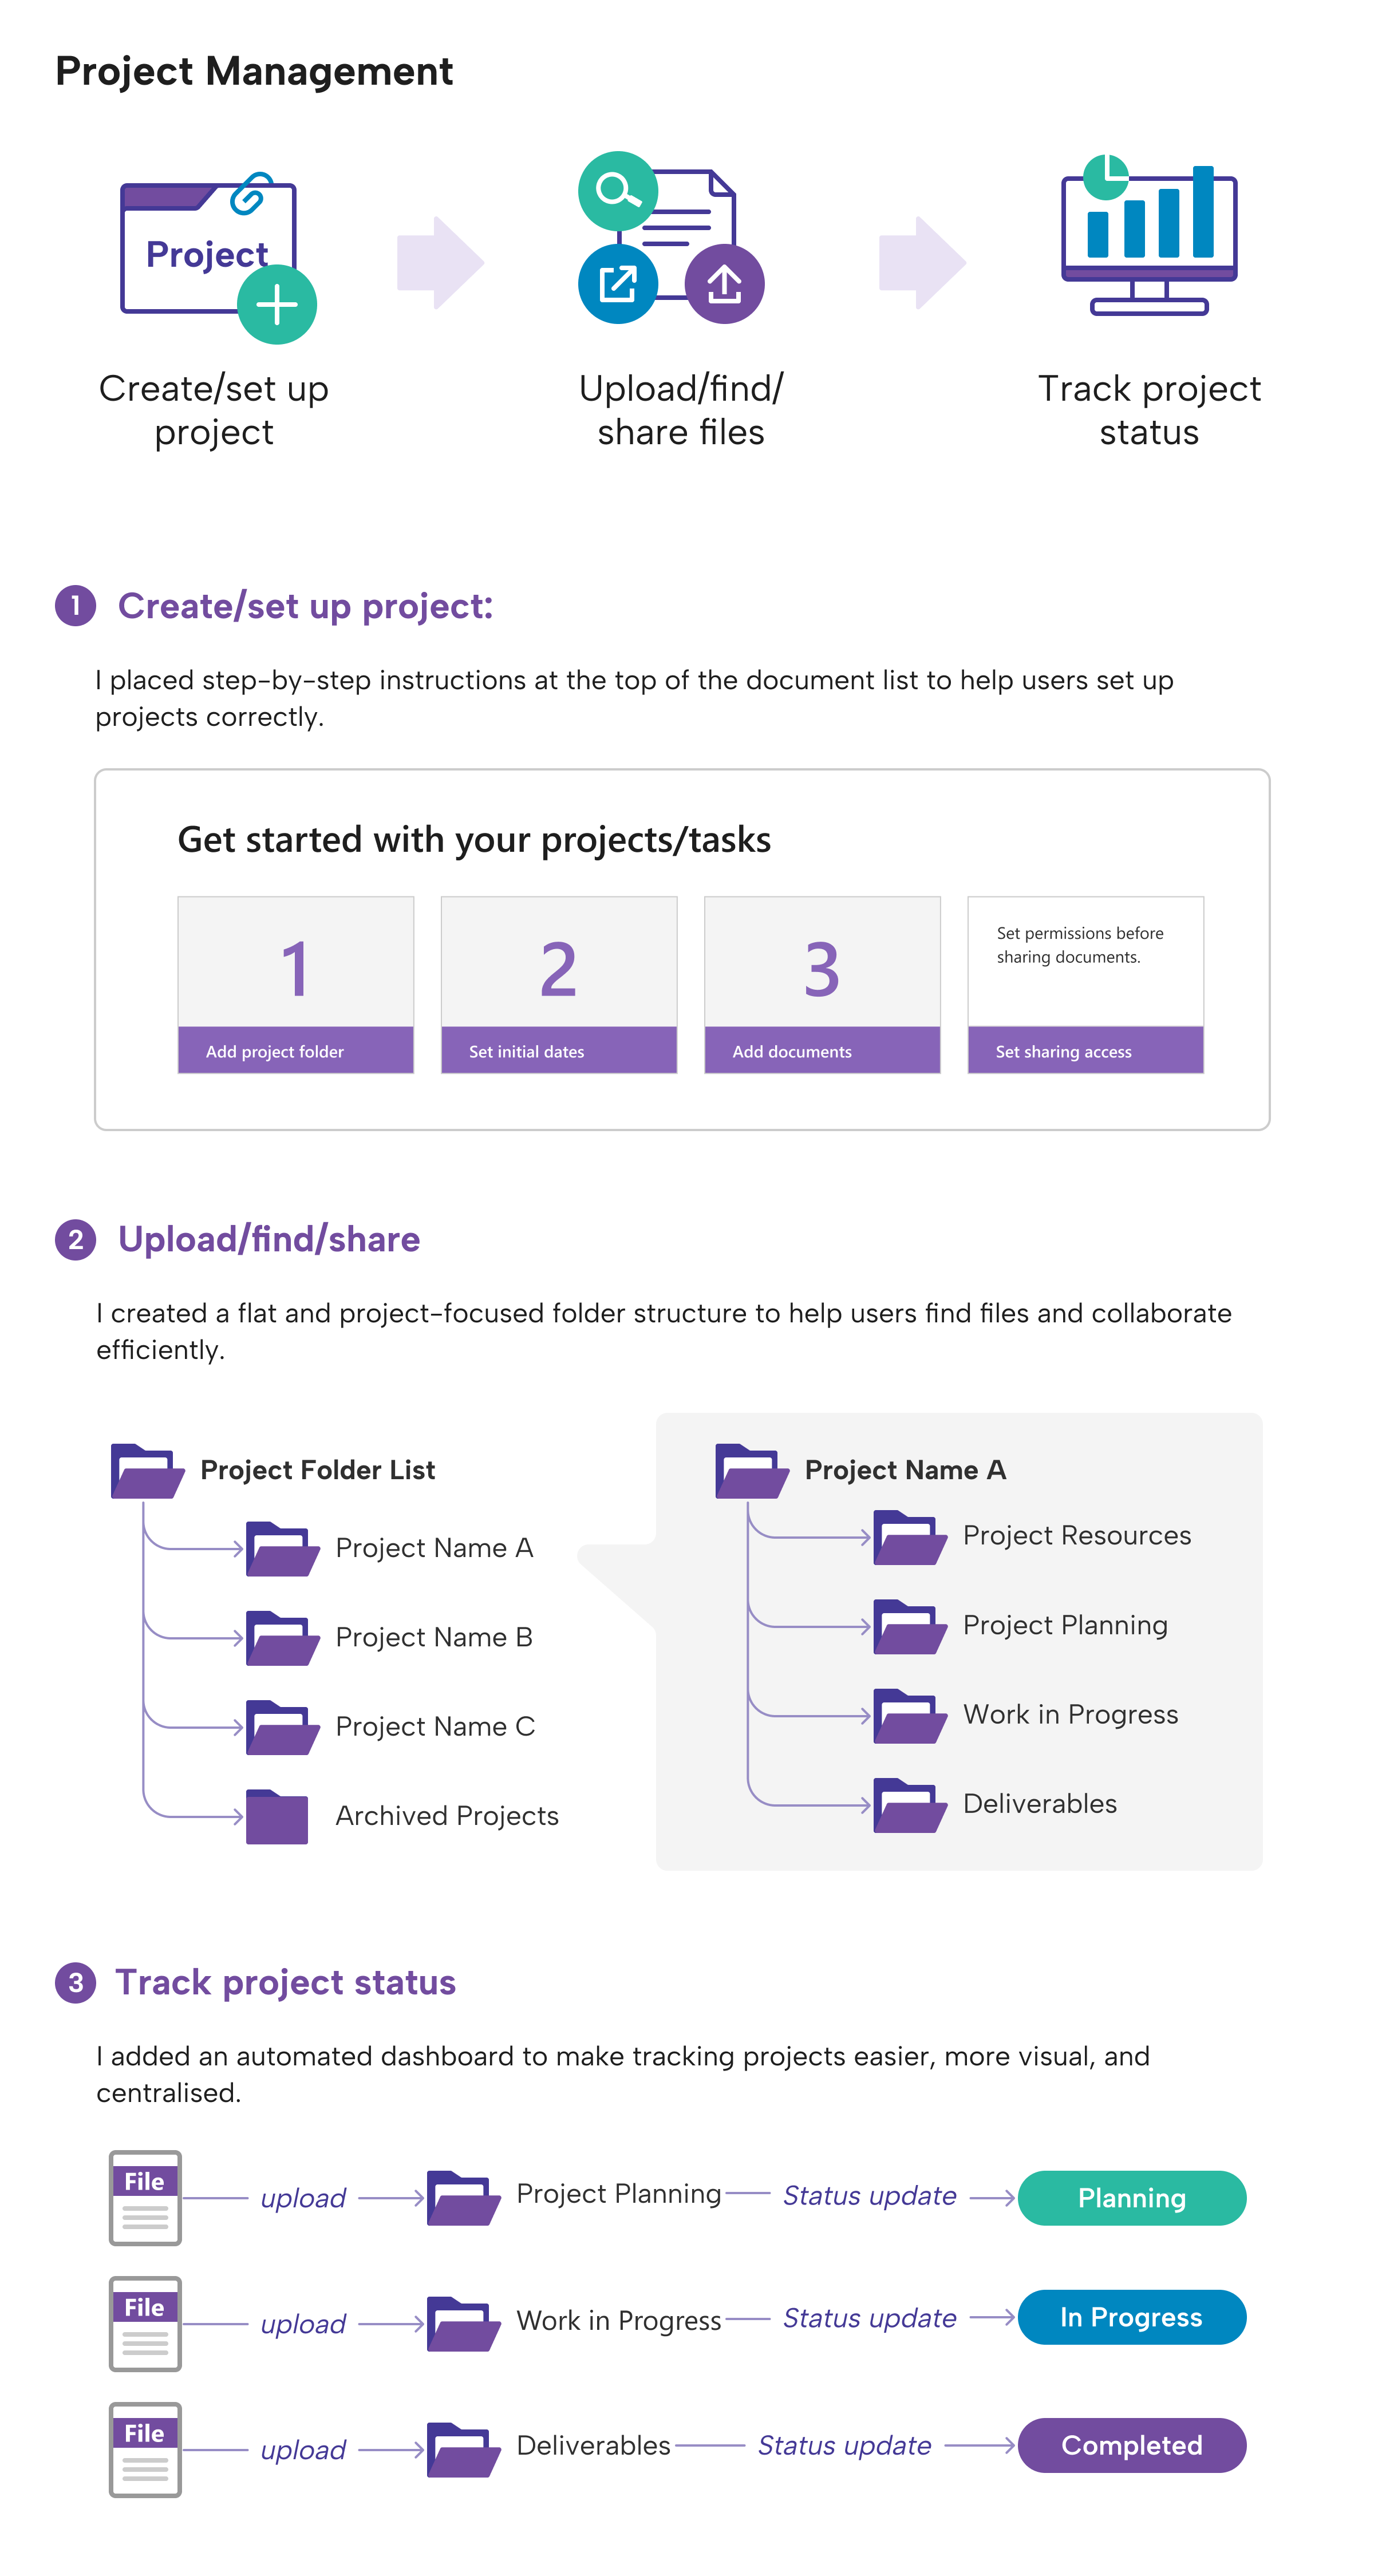 Project Management
Project
Create/set up
project
Upload/find/
share files
Track project
status
1 Create/set up project:
I placed step-by-step instructions at the top of the document list to help users set up
projects correctly.
Get started with your projects/tasks
1
Add project folder
2
Set initial dates
3
Add documents
Set permissions before
sharing documents.
Set sharing access
2 Upload/find/share
I created a flat and project-focused folder structure to help users find files and collaborate
efficiently.
Project Folder List
Project Name A
Project Name B
Project Name C
Archived Projects
Project Name A
Project Resources
Project Planning
Work in Progress
Deliverables
3 Track project status
I added an automated dashboard to make tracking projects easier, more visual, and
centralised.
File upload Project Planning Status update Planning
File upload Work in Progress Status update In Progress
File upload Deliverables Status update Completed